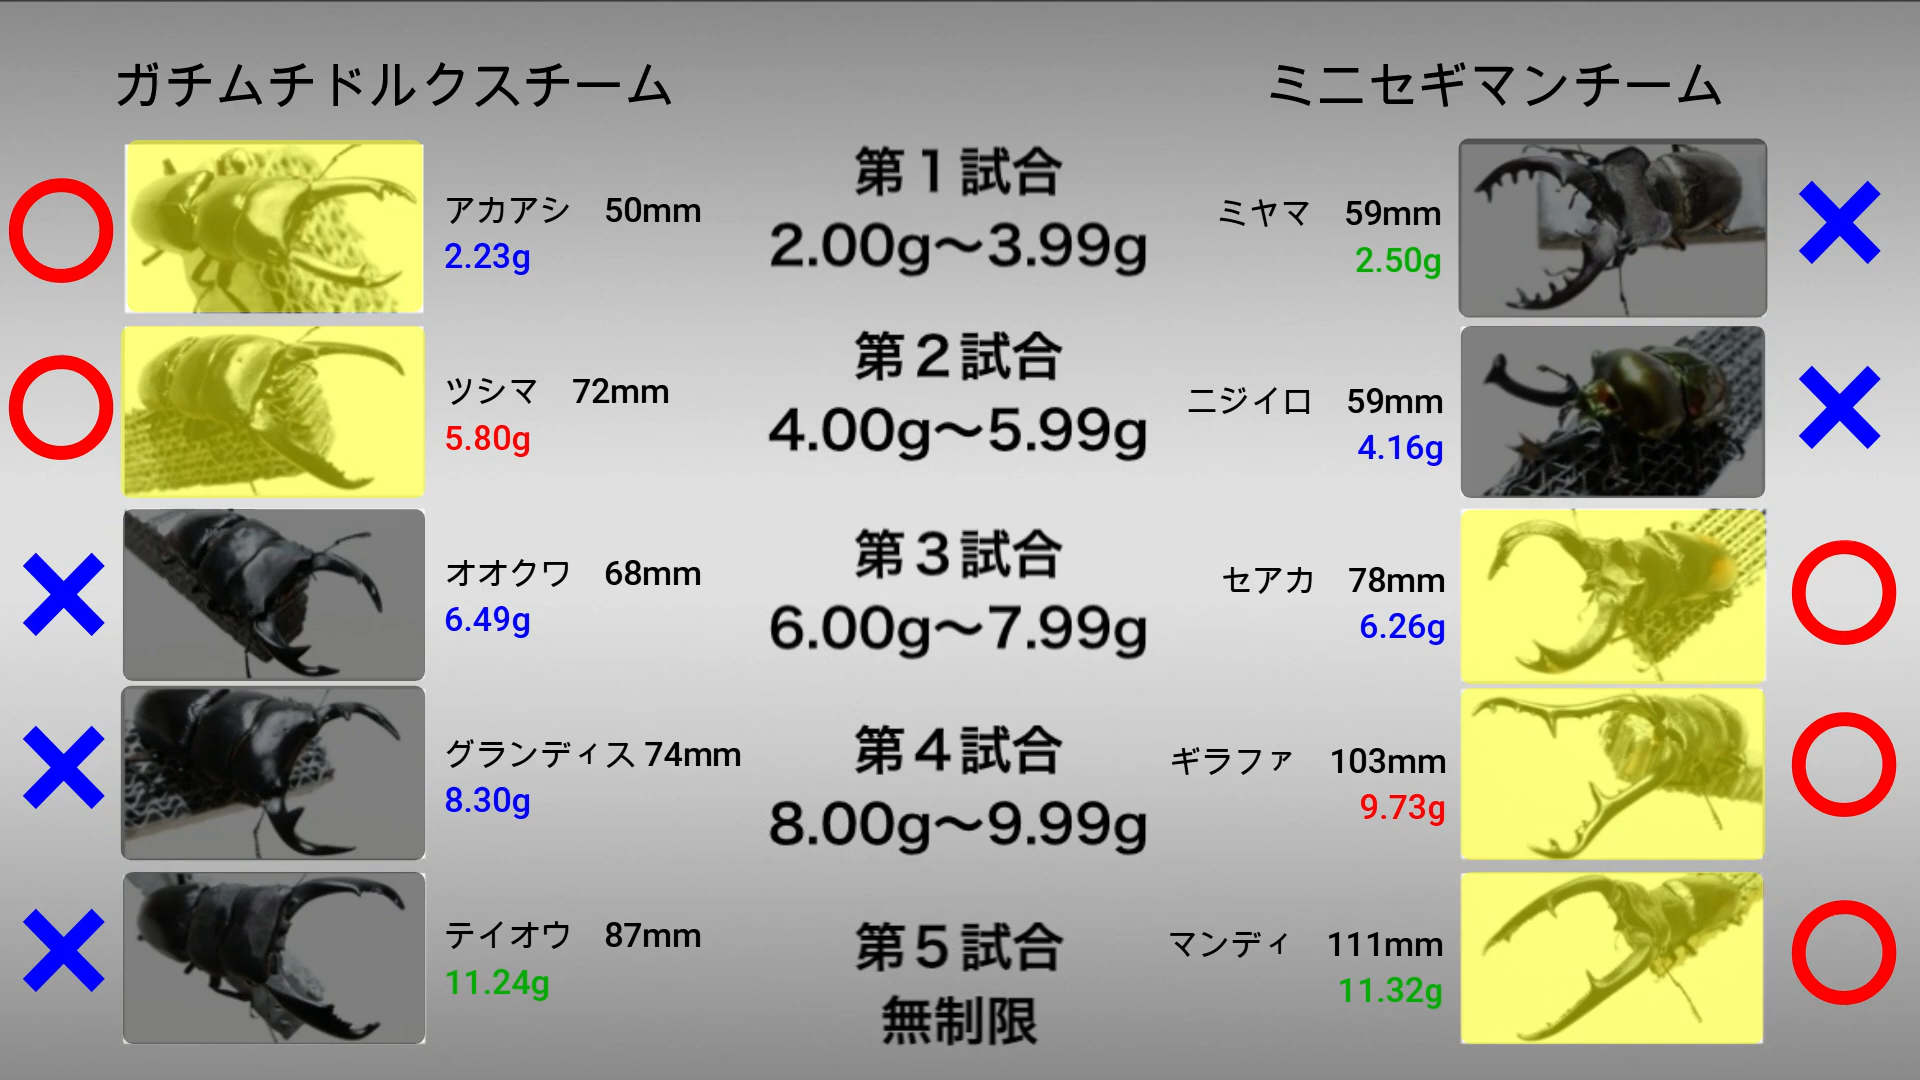 ガチムチドルクスチーム
ミニセギマンチーム
第1試合
2.00g～3.99g
アカアシ 50mm
2.23g
ミヤマ 59mm
2.50g
第2試合
4.00g～5.99g
ツシマ 72mm
5.80g
ニジイロ 59mm
4.16g
第3試合
6.00g～7.99g
オオクワ 68mm
6.49g
セアカ 78mm
6.26g
第4試合
8.00g～9.99g
グランディス 74mm
8.30g
ギラファ 103mm
9.73g
第5試合
無制限
テイオウ 87mm
11.24g
マンディ 111mm
11.32g